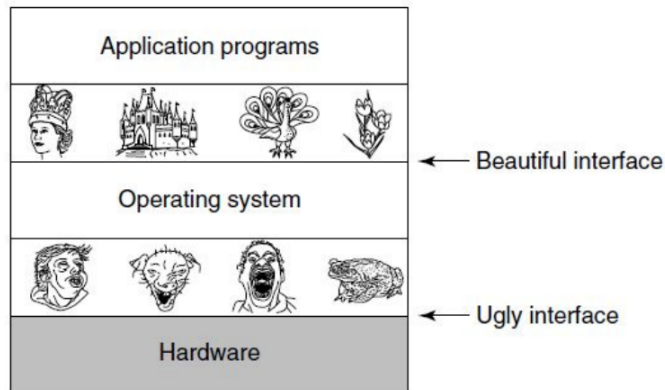 Application programs
Beautiful interface
Operating system
Ugly interface
Hardware